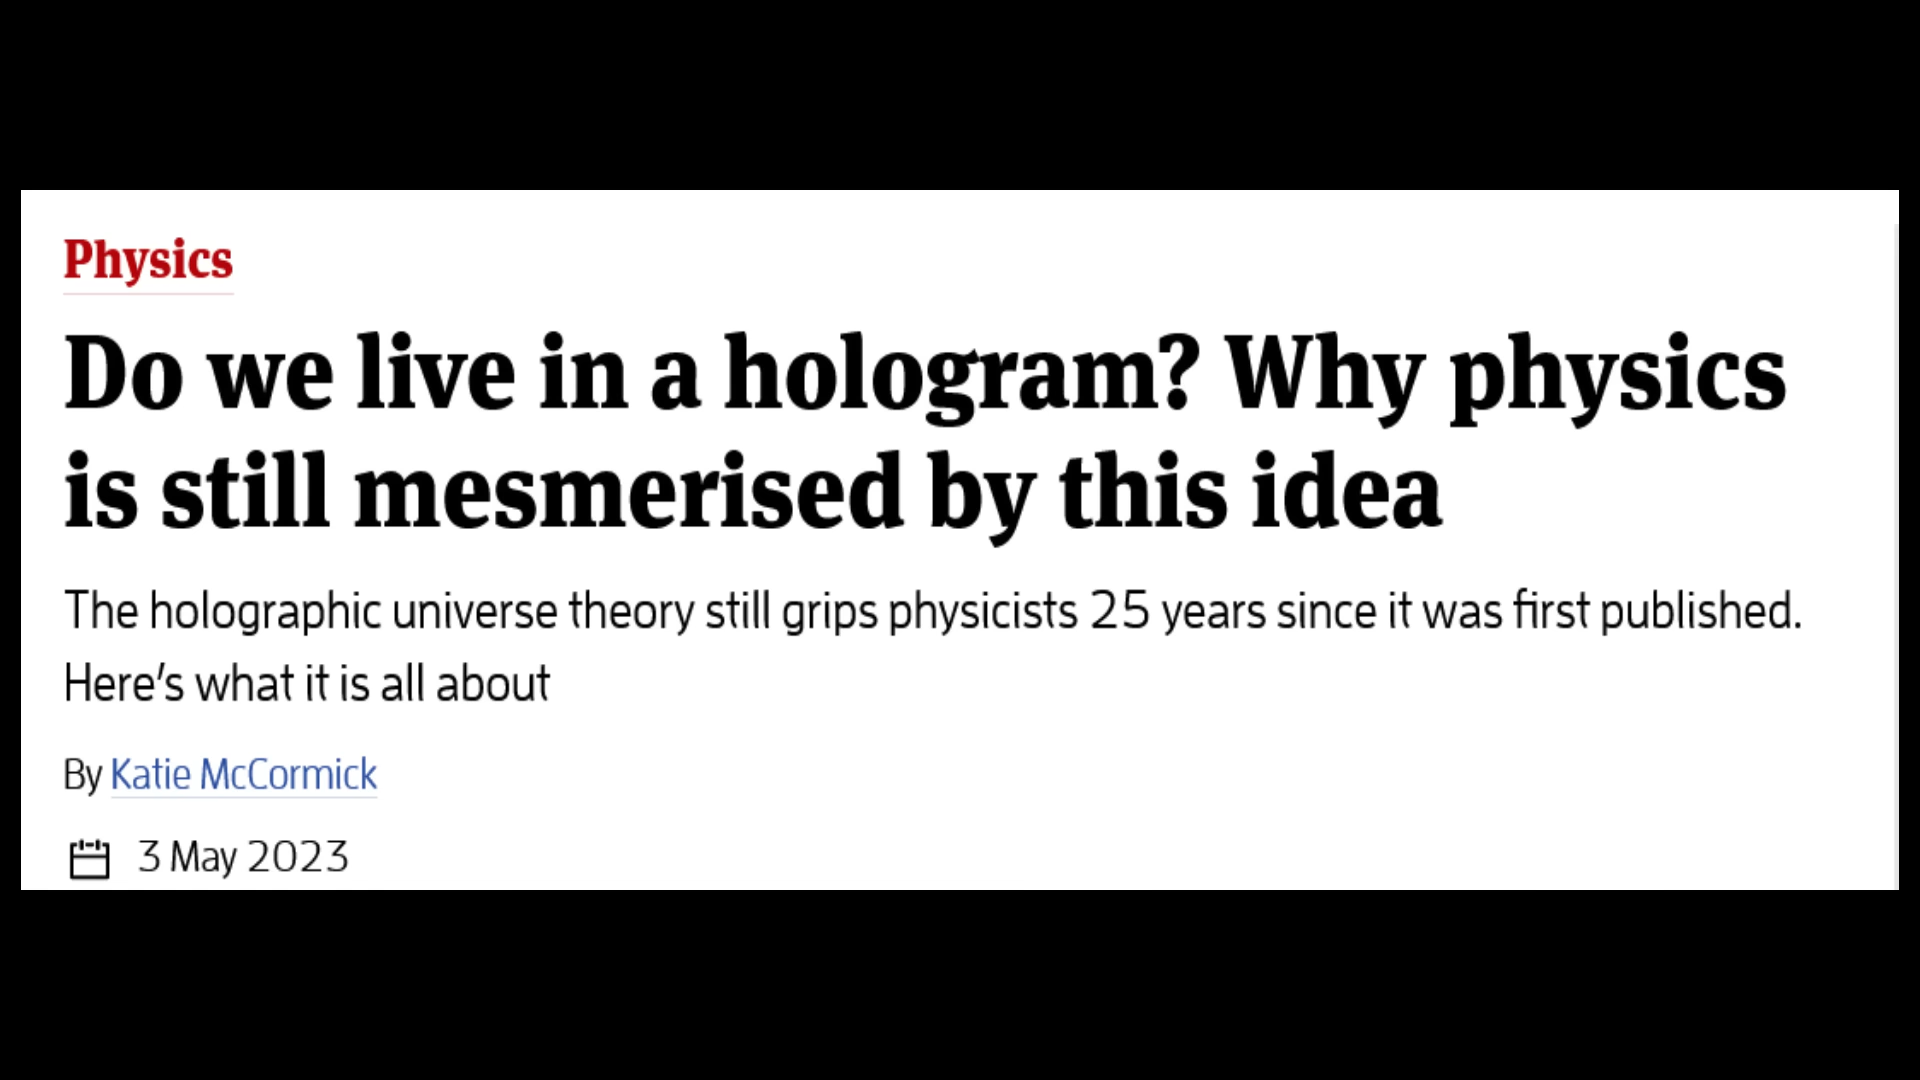 Physics
Do we live in a hologram? Why physics
is still mesmerised by this idea
The holographic universe theory still grips physicists 25 years since it was first published.
Here’s what it is all about
By Katie McCormick
3 May 2023